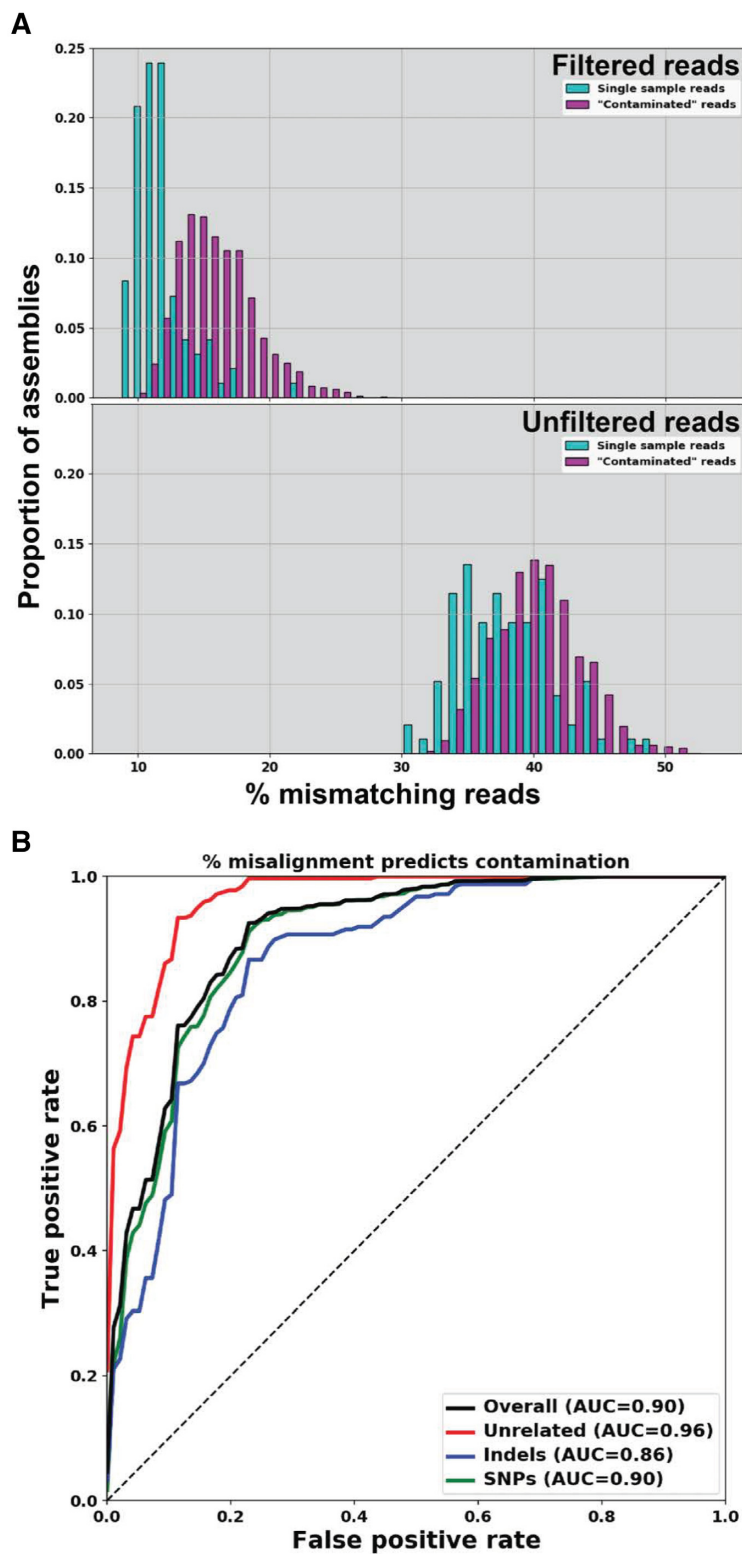 A
Filtered reads
Single sample reads
"Contaminated" reads
0.25
0.20
0.15
0.10
0.05
0.00
Proportion of assemblies
Unfiltered reads
Single sample reads
"Contaminated" reads
0.20
0.15
0.10
0.05
0.00
10
20
30
40
50
% mismatching reads
B
% misalignment predicts contamination
1.0
0.8
0.6
0.4
0.2
0.0
True positive rate
Overall (AUC=0.90)
Unrelated (AUC=0.96)
Indels (AUC=0.86)
SNPs (AUC=0.90)
0.0
0.2
0.4
0.6
0.8
1.0
False positive rate